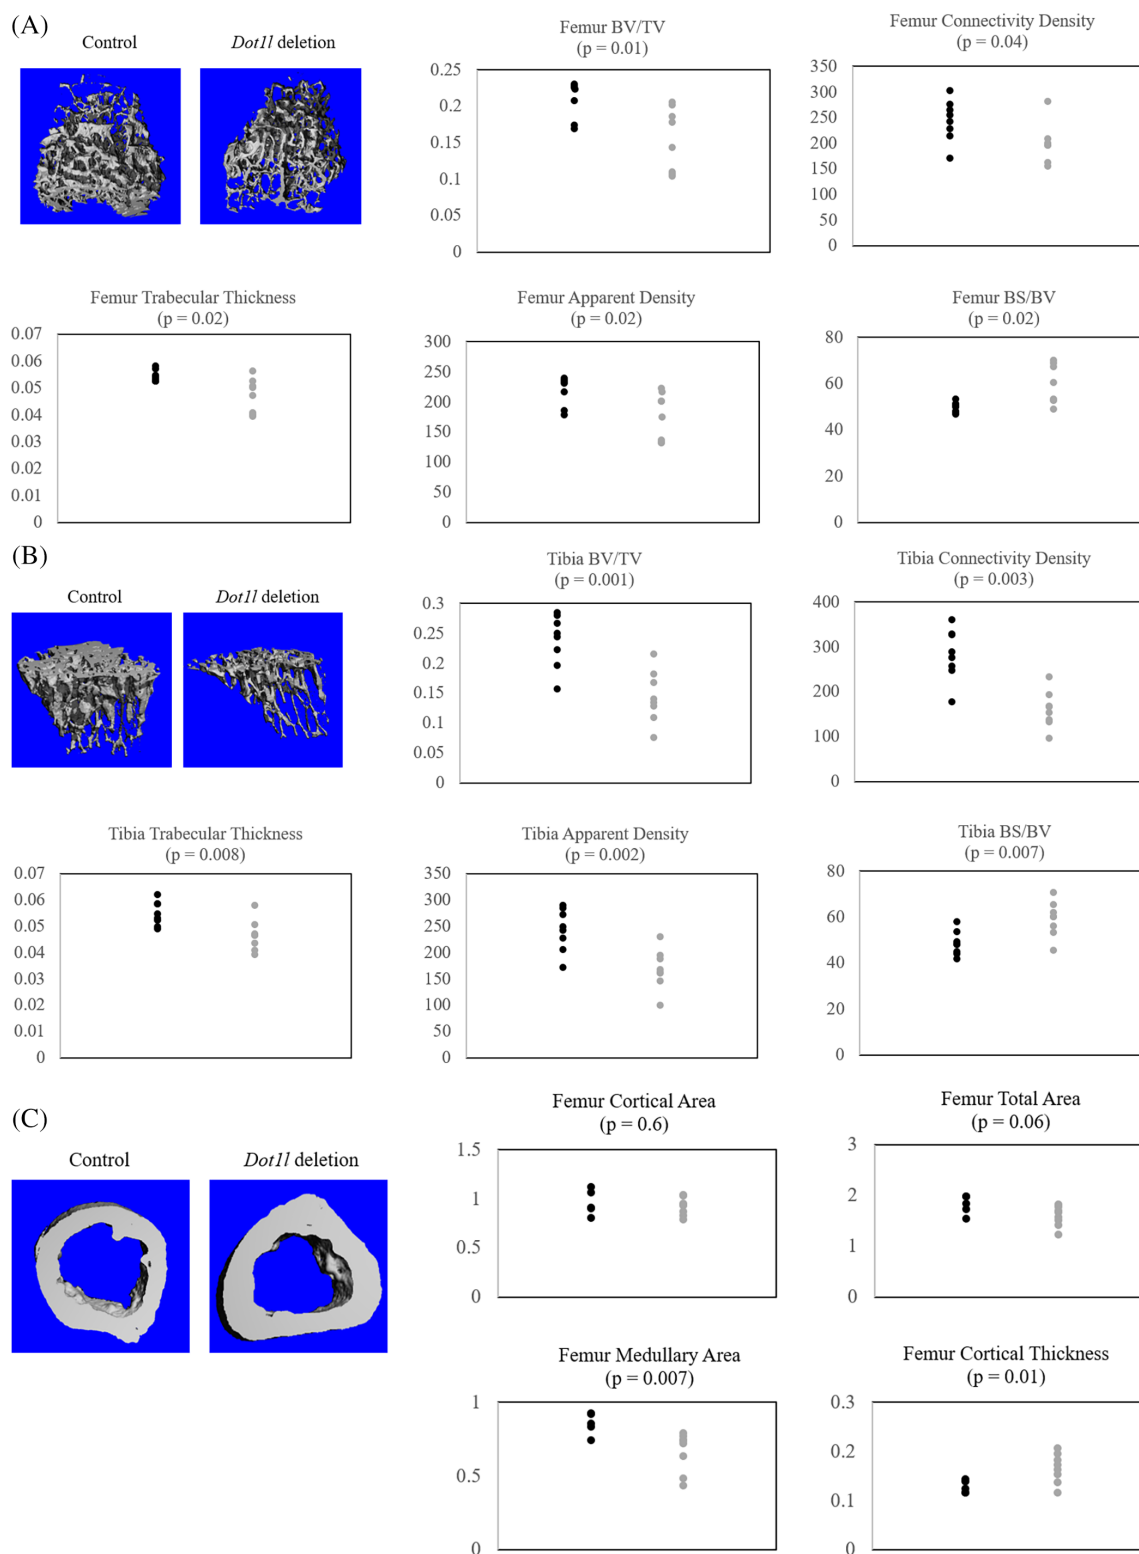 (A)
Control
Dot1l deletion
Femur BV/TV
(p = 0.01)
0.25
0.2
0.15
0.1
0.05
0
Femur Connectivity Density
(p = 0.04)
350
300
250
200
150
100
50
0
Femur Trabecular Thickness
(p = 0.02)
0.07
0.06
0.05
0.04
0.03
0.02
0.01
0
Femur Apparent Density
(p = 0.02)
300
250
200
150
100
50
0
Femur BS/BV
(p = 0.02)
80
60
40
20
0
(B)
Control
Dot1l deletion
Tibia BV/TV
(p = 0.001)
0.3
0.25
0.2
0.15
0.1
0.05
0
Tibia Connectivity Density
(p = 0.003)
400
300
200
100
0
Tibia Trabecular Thickness
(p = 0.008)
0.07
0.06
0.05
0.04
0.03
0.02
0.01
0
Tibia Apparent Density
(p = 0.002)
350
300
250
200
150
100
50
0
Tibia BS/BV
(p = 0.007)
80
60
40
20
0
(C)
Control
Dot1l deletion
Femur Cortical Area
(p = 0.6)
1.5
1
0.5
0
Femur Total Area
(p = 0.06)
3
2
1
0
Femur Medullary Area
(p = 0.007)
1
0.5
0
Femur Cortical Thickness
(p = 0.01)
0.3
0.2
0.1
0